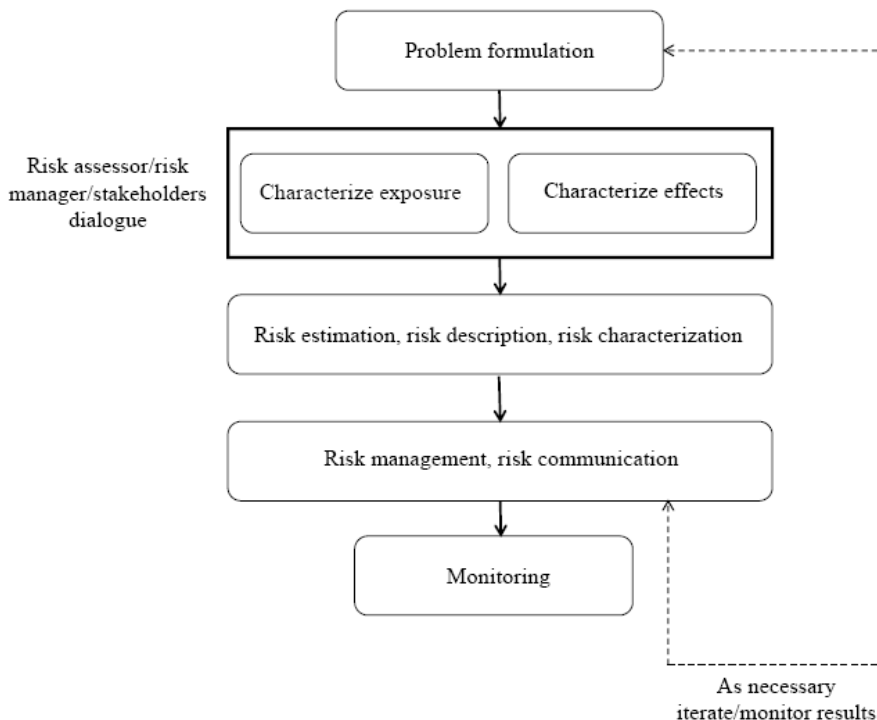 Problem formulation
Risk assessor/risk
manager/stakeholders
dialogue
Characterize exposure
Characterize effects
Risk estimation, risk description, risk characterization
Risk management, risk communication
Monitoring
As necessary
iterate/monitor results